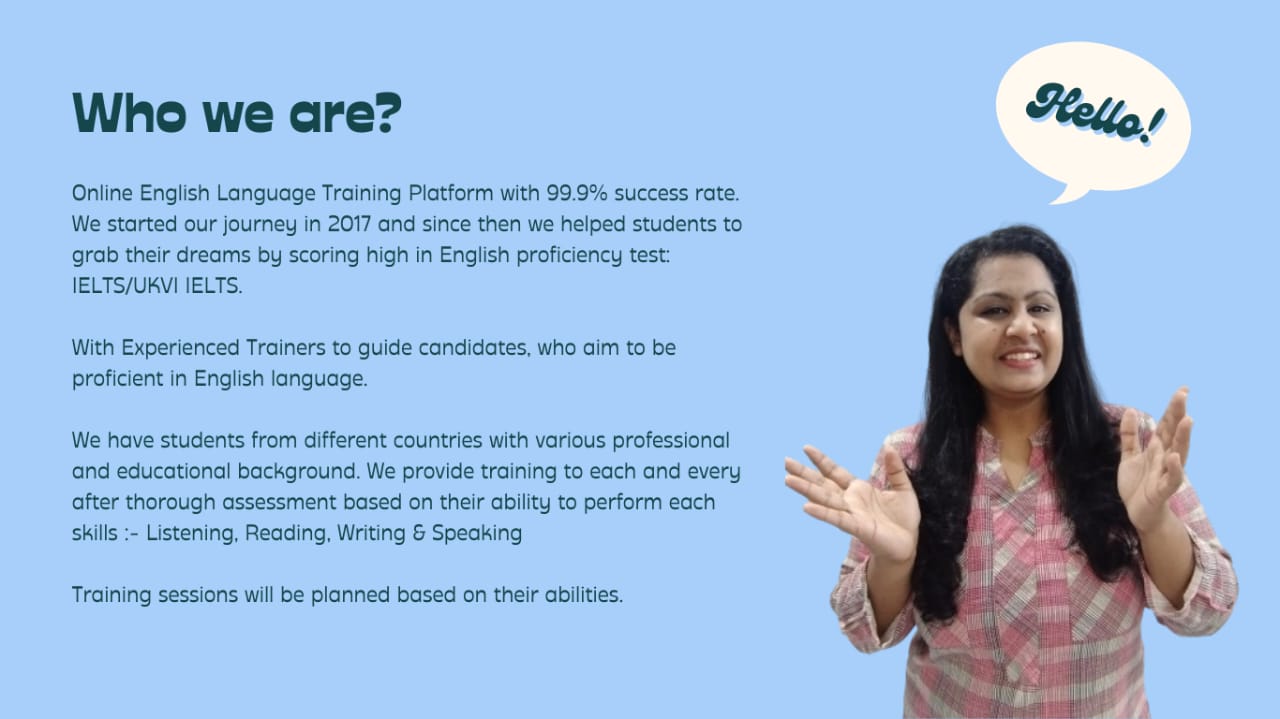 Who we are?
Hello!
Online English Language Training Platform with 99.9% success rate.
We started our journey in 2017 and since then we helped students to
grab their dreams by scoring high in English proficiency test:
IELTS/UKVI IELTS.
With Experienced Trainers to guide candidates, who aim to be
proficient in English language.
We have students from different countries with various professional
and educational background. We provide training to each and every
after thorough assessment based on their ability to perform each
skills :- Listening, Reading, Writing & Speaking
Training sessions will be planned based on their abilities.